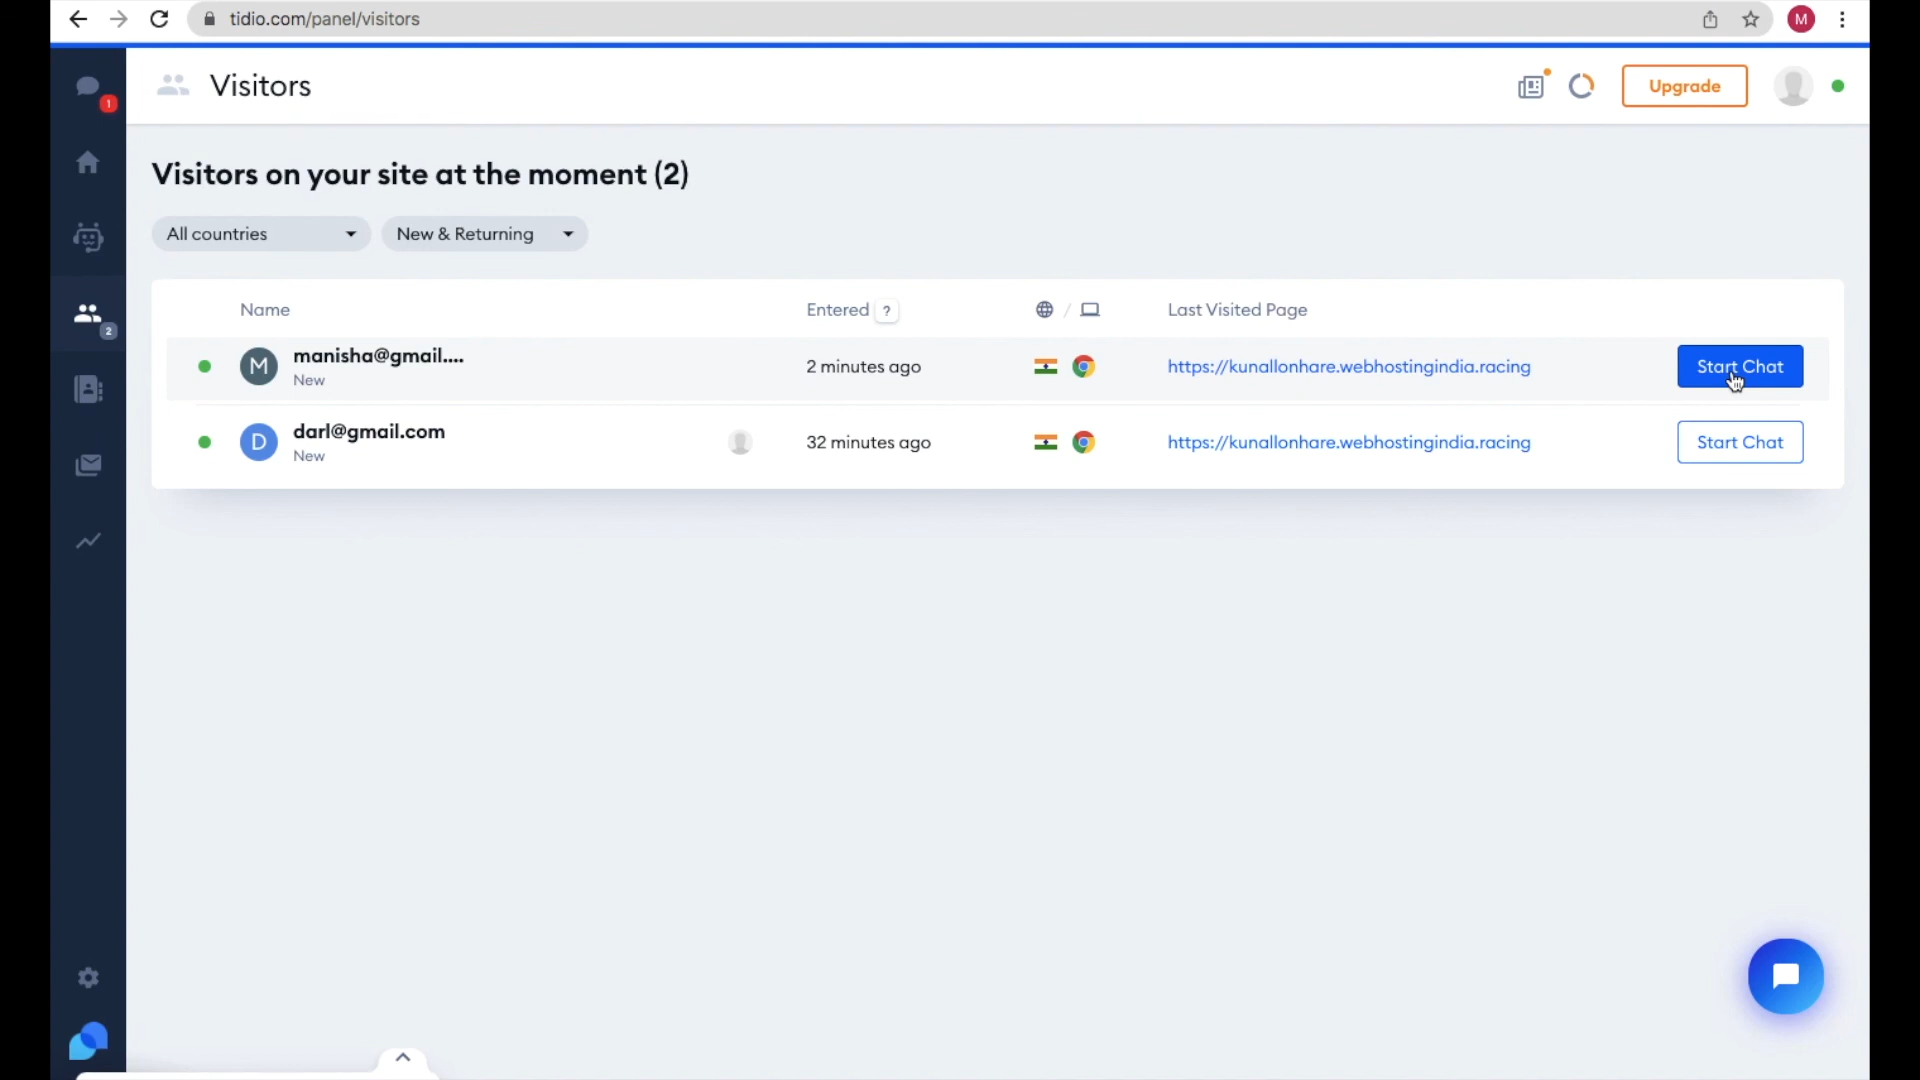 tidio.com/panel/visitors
M
1
Visitors
Upgrade
Visitors on your site at the moment (2)
All countries
New & Returning
Name
Entered ?
/
Last Visited Page
2
M
manisha@gmail....
New
2 minutes ago
https://kunallonhare.webhostingindia.racing
Start Chat
D
darl@gmail.com
New
32 minutes ago
https://kunallonhare.webhostingindia.racing
Start Chat